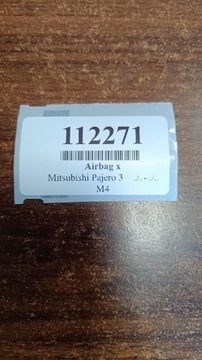 112271
Airbag x
Mitsubishi Pajero 3 ../.. - ../..
M4